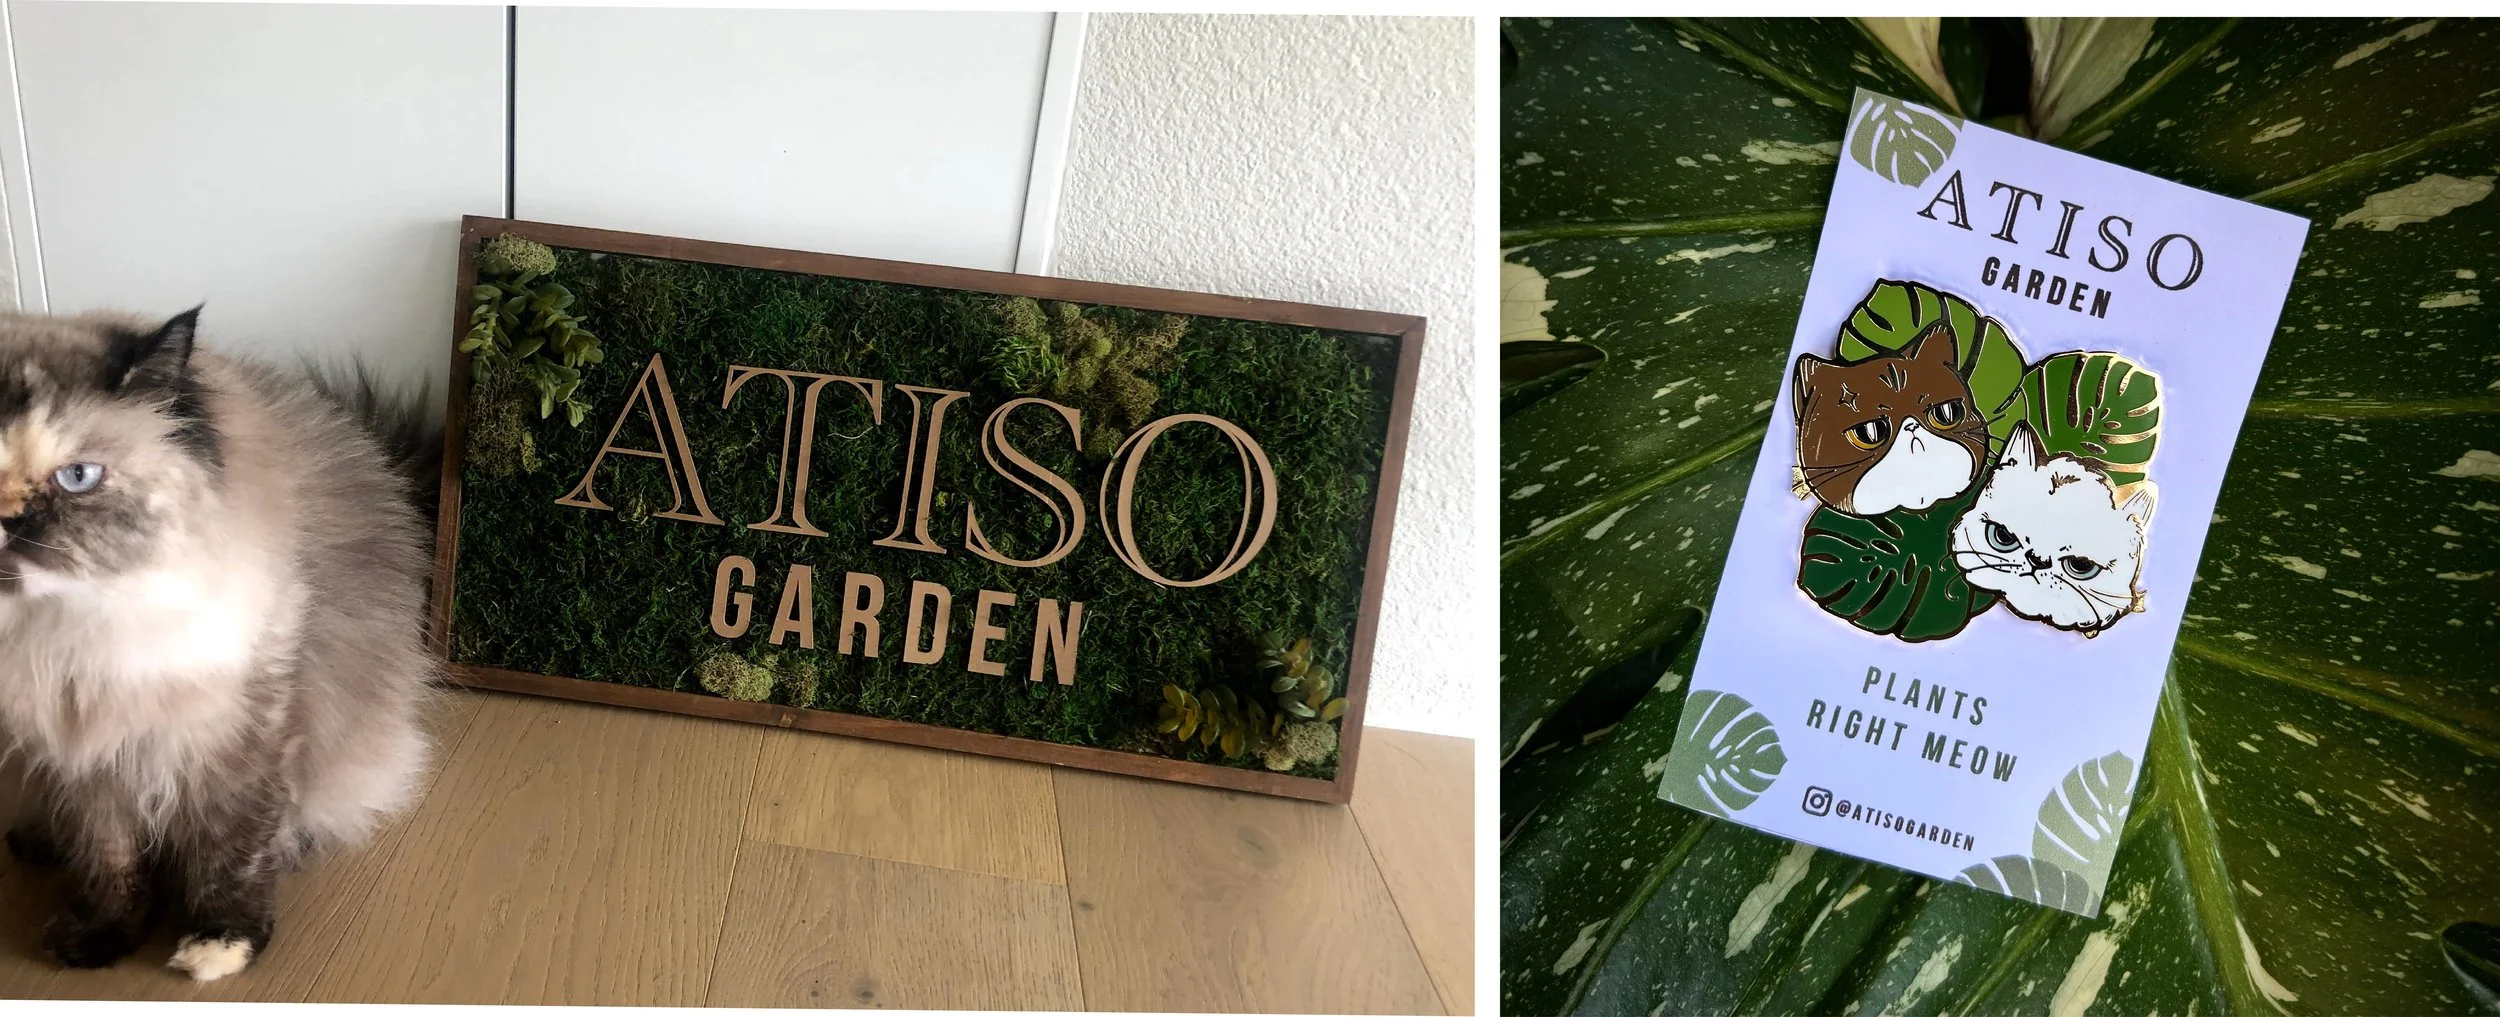 ATISO
GARDEN
ATISO
GARDEN
PLANTS
RIGHT MEOW
@ATISOGARDEN